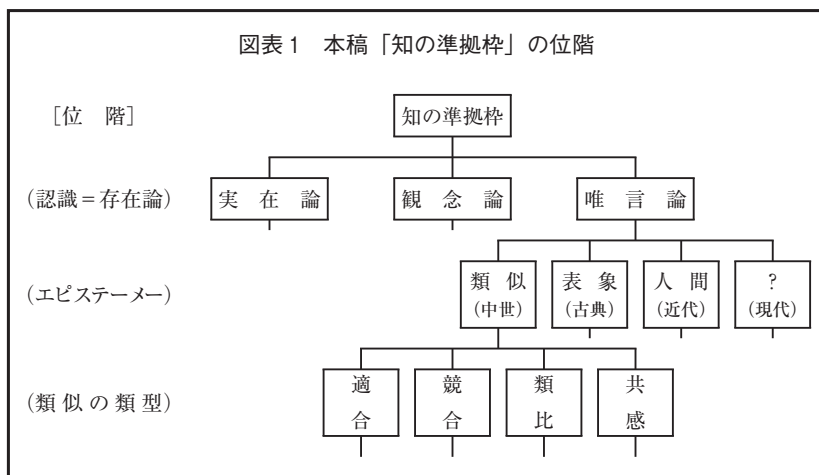 図表1 本稿「知の準拠枠」の位階
[位 階] 知の準拠枠
(認識=存在論) 実在論 観念論 唯言論
(エピステーメー) 類似 (中世) 表象 (古典) 人間 (近代) ? (現代)
(類似の類型) 適合 競合 類比 共感